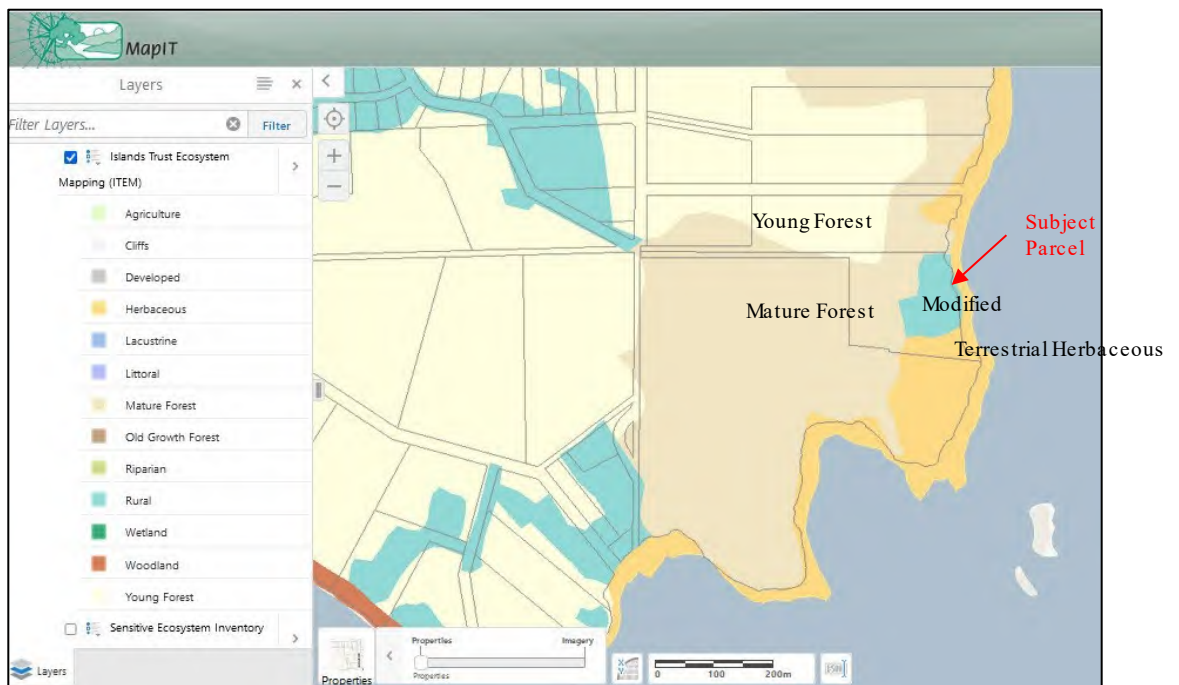 MapIT
Layers
Filter Layers...
Filter
Islands Trust Ecosystem
Mapping (ITEM)
Agriculture
Cliffs
Developed
Herbaceous
Lacustrine
Littoral
Mature Forest
Old Growth Forest
Riparian
Rural
Wetland
Woodland
Young Forest
Sensitive Ecosystem Inventory
Layers
Young Forest
Subject
Parcel
Mature Forest
Modified
Terrestrial Herbaceous
Properties
Properties
Imagery
Properties
0 100 200m